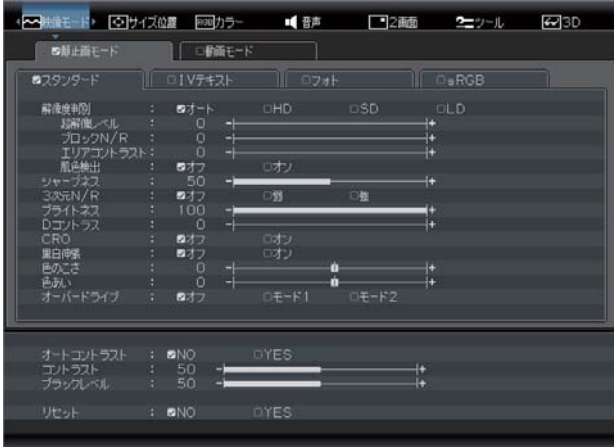 映像モード サイズ位置 RGB カラー 音声 2画面 ツール 3D
静止画モード 動画モード
スタンダード TVテキスト フォト sRGB
解像度判別 : オート HD SD LD
超解像レベル : 0 - +
ブロックN/R : 0 - +
エリアコントラスト : 0 - +
肌色検出 : オフ オン
シャープネス : 50 - +
3次元N/R : オフ 弱 強
ブライトネス : 100 - +
Dコントラス : 0 - +
CRO : オフ オン
黒白伸張 : オフ オン
色のこさ : 0 - +
色あい : 0 - +
オーバードライブ : オフ モード1 モード2
オートコントラスト : NO YES
コントラスト : 50 - +
ブラックレベル : 50 - +
リセット : NO YES